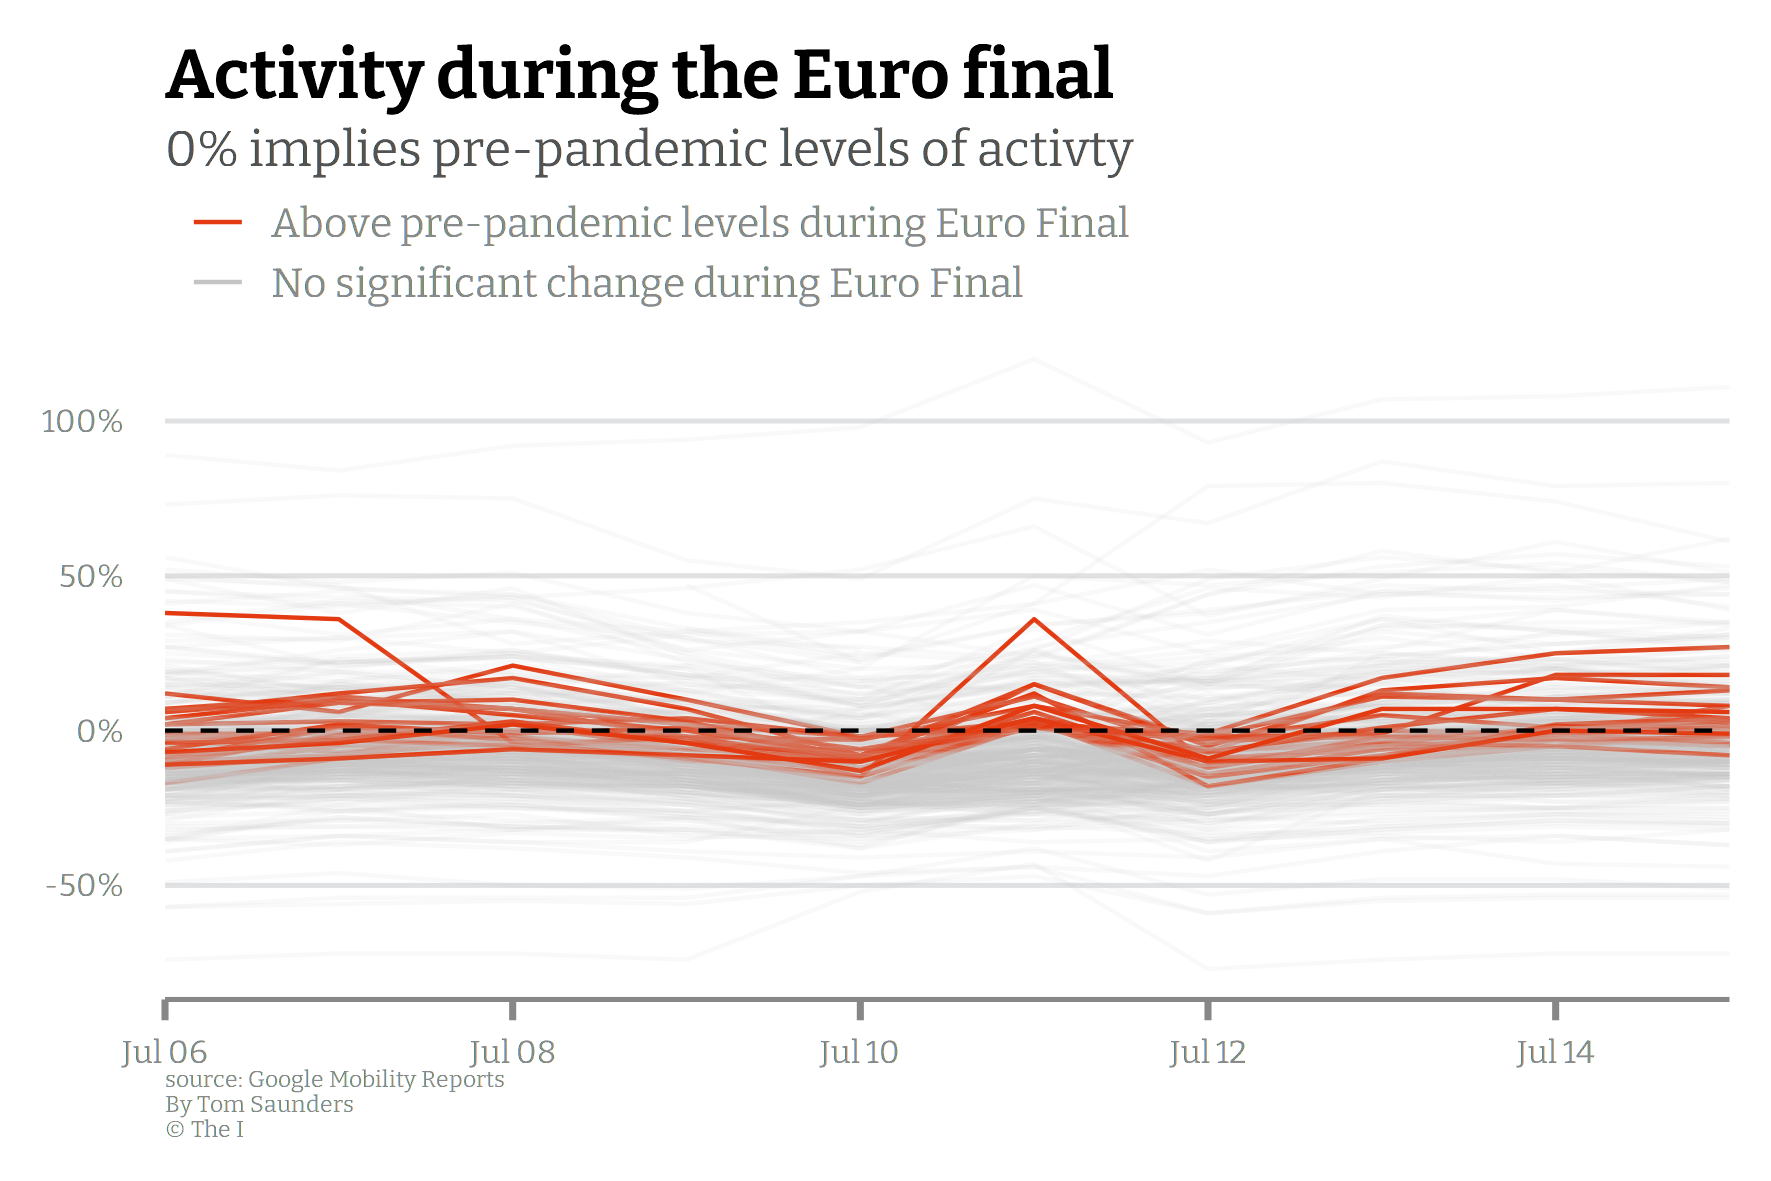 Activity during the Euro final
0% implies pre-pandemic levels of activty
Above pre-pandemic levels during Euro Final
No significant change during Euro Final
100%
50%
0%
-50%
Jul 06 Jul 08 Jul 10 Jul 12 Jul 14
source: Google Mobility Reports
By Tom Saunders
© The I